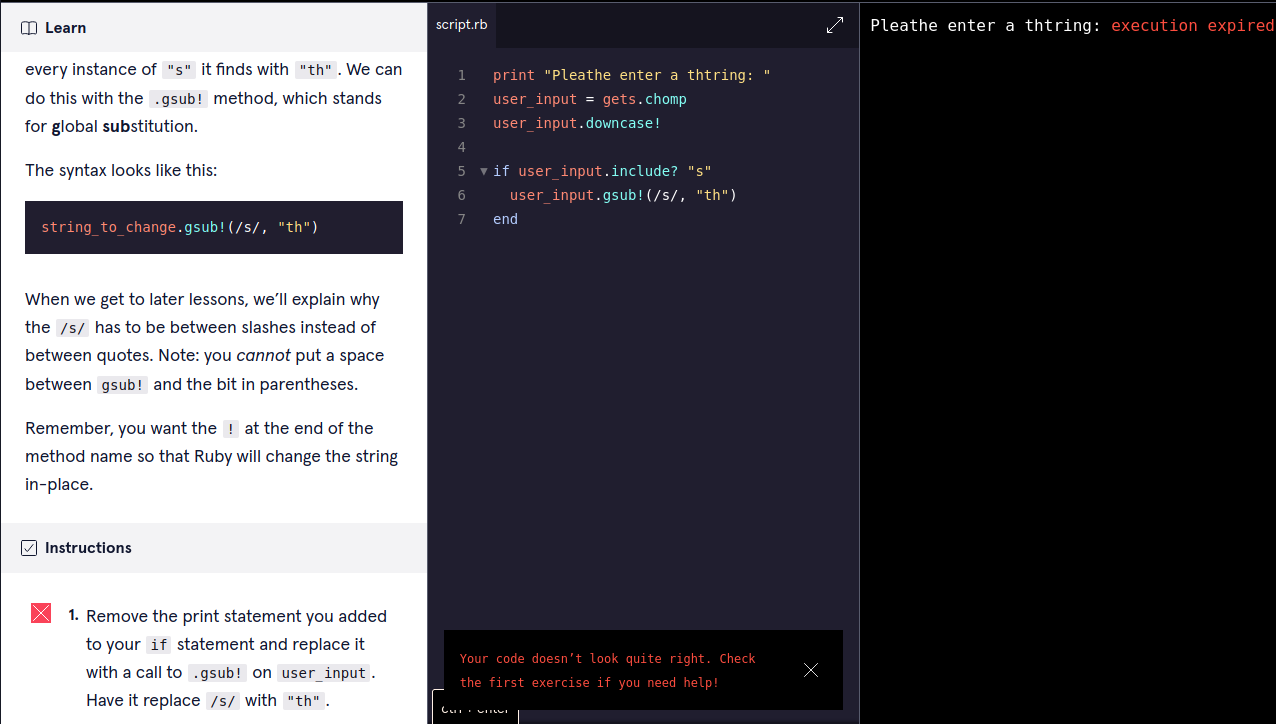 Learn
every instance of "s" it finds with "th". We can
do this with the .gsub! method, which stands
for global substitution.
The syntax looks like this:
string_to_change.gsub!(/s/, "th")
When we get to later lessons, we’ll explain why
the /s/ has to be between slashes instead of
between quotes. Note: you cannot put a space
between gsub! and the bit in parentheses.
Remember, you want the ! at the end of the
method name so that Ruby will change the string
in-place.
Instructions
1. Remove the print statement you added
to your if statement and replace it
with a call to .gsub! on user_input.
Have it replace /s/ with "th".
script.rb
1 print "Pleathe enter a thtring: "
2 user_input = gets.chomp
3 user_input.downcase!
4
5 if user_input.include? "s"
6 user_input.gsub!(/s/, "th")
7 end
Your code doesn’t look quite right. Check
the first exercise if you need help!
ctrl + enter
Pleathe enter a thtring: execution expired